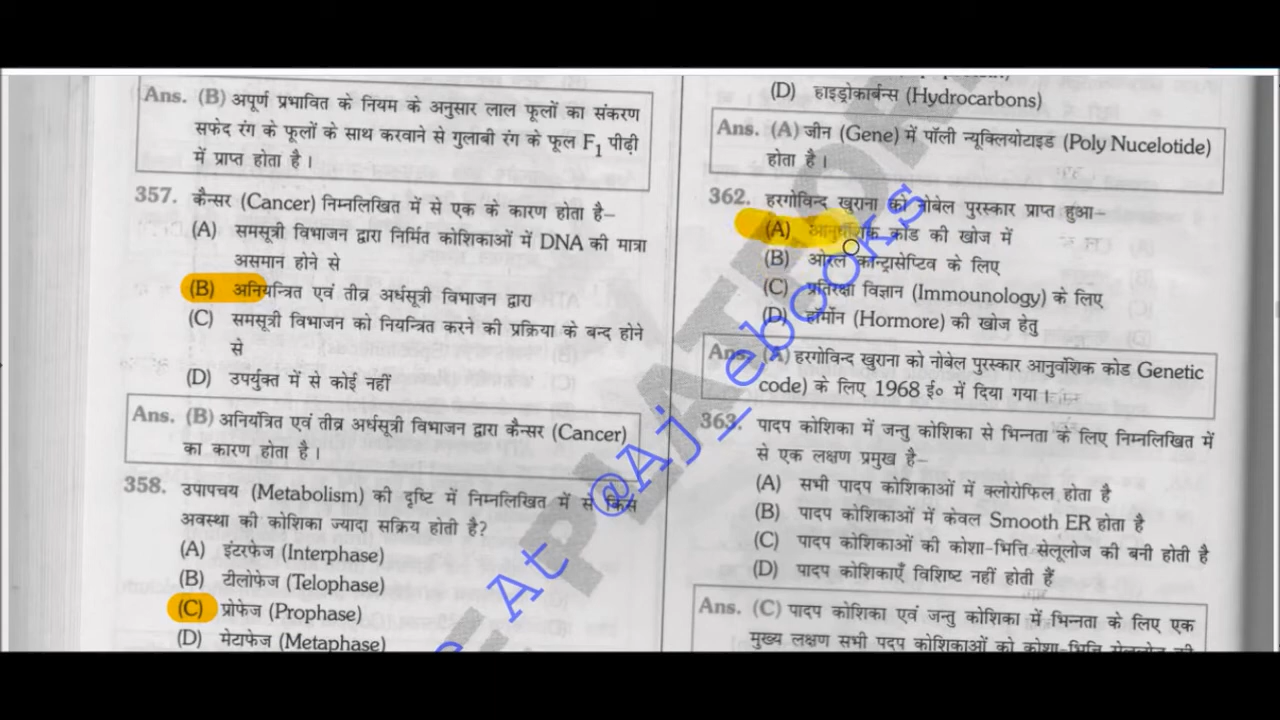 Ans. (B) अपूर्ण प्रभावित के नियम के अनुसार लाल फूलों का संकरण
सफेद रंग के फूलों के साथ करवाने से गुलाबी रंग के फूल F₁ पीढ़ी
में प्राप्त होता है।
357. कैन्सर (Cancer) निम्नलिखित में से एक के कारण होता है–
(A) समसूत्री विभाजन द्वारा निर्मित कोशिकाओं में DNA की मात्रा
असमान होने से
(B) अनियन्त्रित एवं तीव्र अर्धसूत्री विभाजन द्वारा
(C) समसूत्री विभाजन को नियन्त्रित करने की प्रक्रिया के बन्द होने
से
(D) उपर्युक्त में से कोई नहीं
Ans. (B) अनियंत्रित एवं तीव्र अर्धसूत्री विभाजन द्वारा कैन्सर (Cancer)
का कारण होता है।
358. उपापचय (Metabolism) की दृष्टि में निम्नलिखित में से किस
अवस्था की कोशिका ज्यादा सक्रिय होती है?
(A) इंटरफेज (Interphase)
(B) टीलोफेज (Telophase)
(C) प्रोफेज (Prophase)
(D) मेटाफेज (Metaphase)
(D) हाइड्रोकार्बन्स (Hydrocarbons)
Ans. (A) जीन (Gene) में पॉली न्यूक्लियोटाइड (Poly Nucelotide)
होता है।
362. हरगोविन्द खुराना को नोबेल पुरस्कार प्राप्त हुआ–
(A) आनुवंशिक कोड की खोज में
(B) ओरल कान्ट्रासेप्टिव के लिए
(C) प्रतिरक्षा विज्ञान (Immounology) के लिए
(D) हॉर्मोन (Hormore) की खोज हेतु
Ans. (A) हरगोविन्द खुराना को नोबेल पुरस्कार आनुवंशिक कोड Genetic
code) के लिए 1968 ई० में दिया गया।
363. पादप कोशिका में जन्तु कोशिका से भिन्नता के लिए निम्नलिखित में
से एक लक्षण प्रमुख है–
(A) सभी पादप कोशिकाओं में क्लोरोफिल होता है
(B) पादप कोशिकाओं में केवल Smooth ER होता है
(C) पादप कोशिकाओं की कोशा-भित्ति सेलूलोज की बनी होती है
(D) पादप कोशिकाएँ विशिष्ट नहीं होती हैं
Ans. (C) पादप कोशिका एवं जन्तु कोशिका में भिन्नता के लिए एक
मुख्य लक्षण सभी पदप कोशिकाओं को कोशा-भित्ति
At @Aj_ebooks